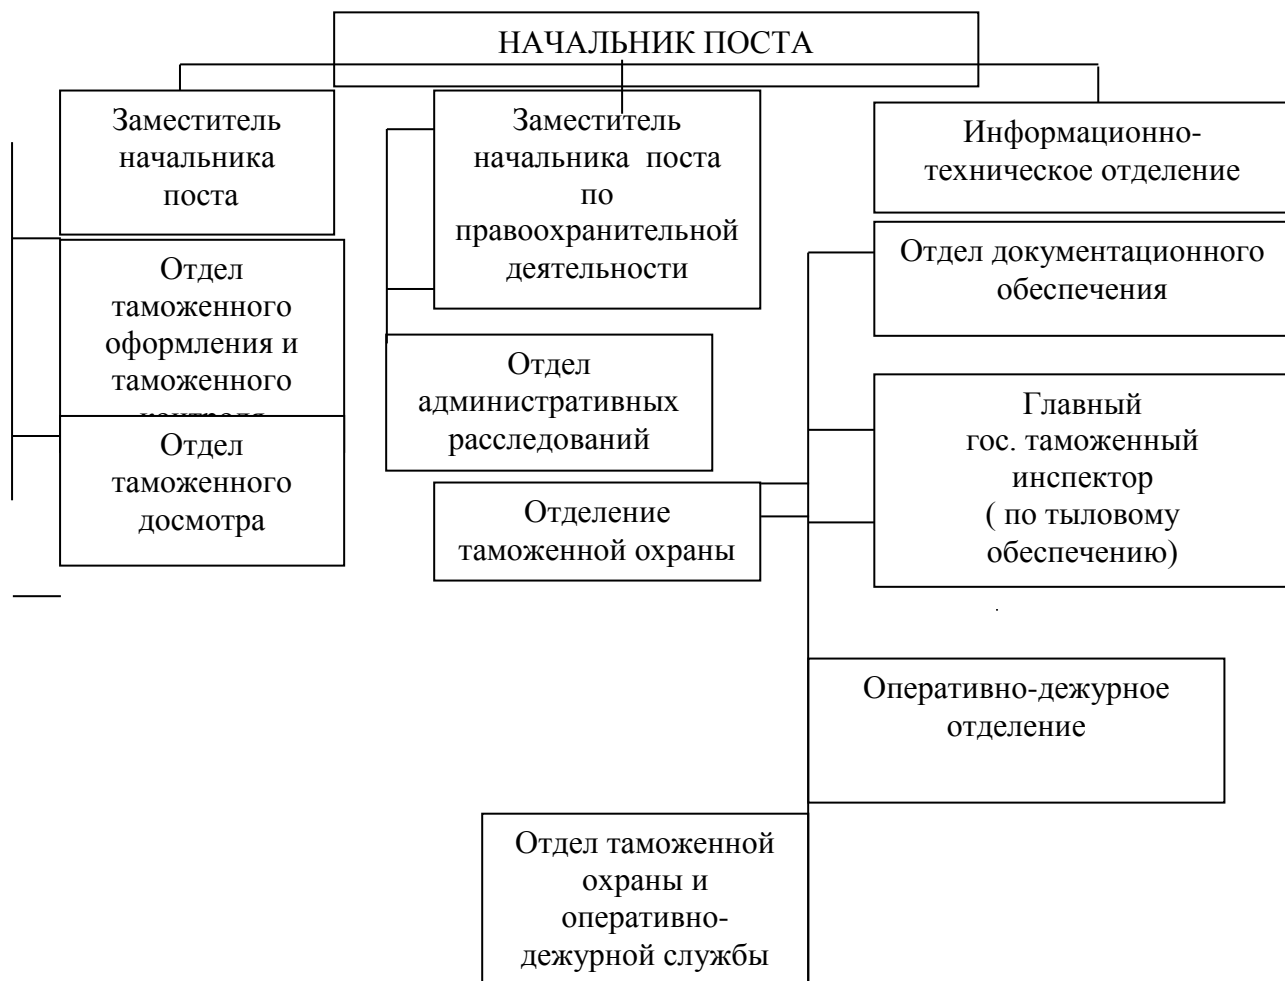 НАЧАЛЬНИК ПОСТА
Заместитель
начальника
поста
Заместитель
начальника поста
по
правоохранительной
деятельности
Информационно-
техническое отделение
Отдел
таможенного
оформления и
таможенного
контроля
Отдел документационного
обеспечения
Отдел
административных
расследований
Главный
гос. таможенный
инспектор
( по тыловому
обеспечению)
Отдел
таможенного
досмотра
Отделение
таможенной охраны
Оперативно-дежурное
отделение
Отдел таможенной
охраны и
оперативно-
дежурной службы